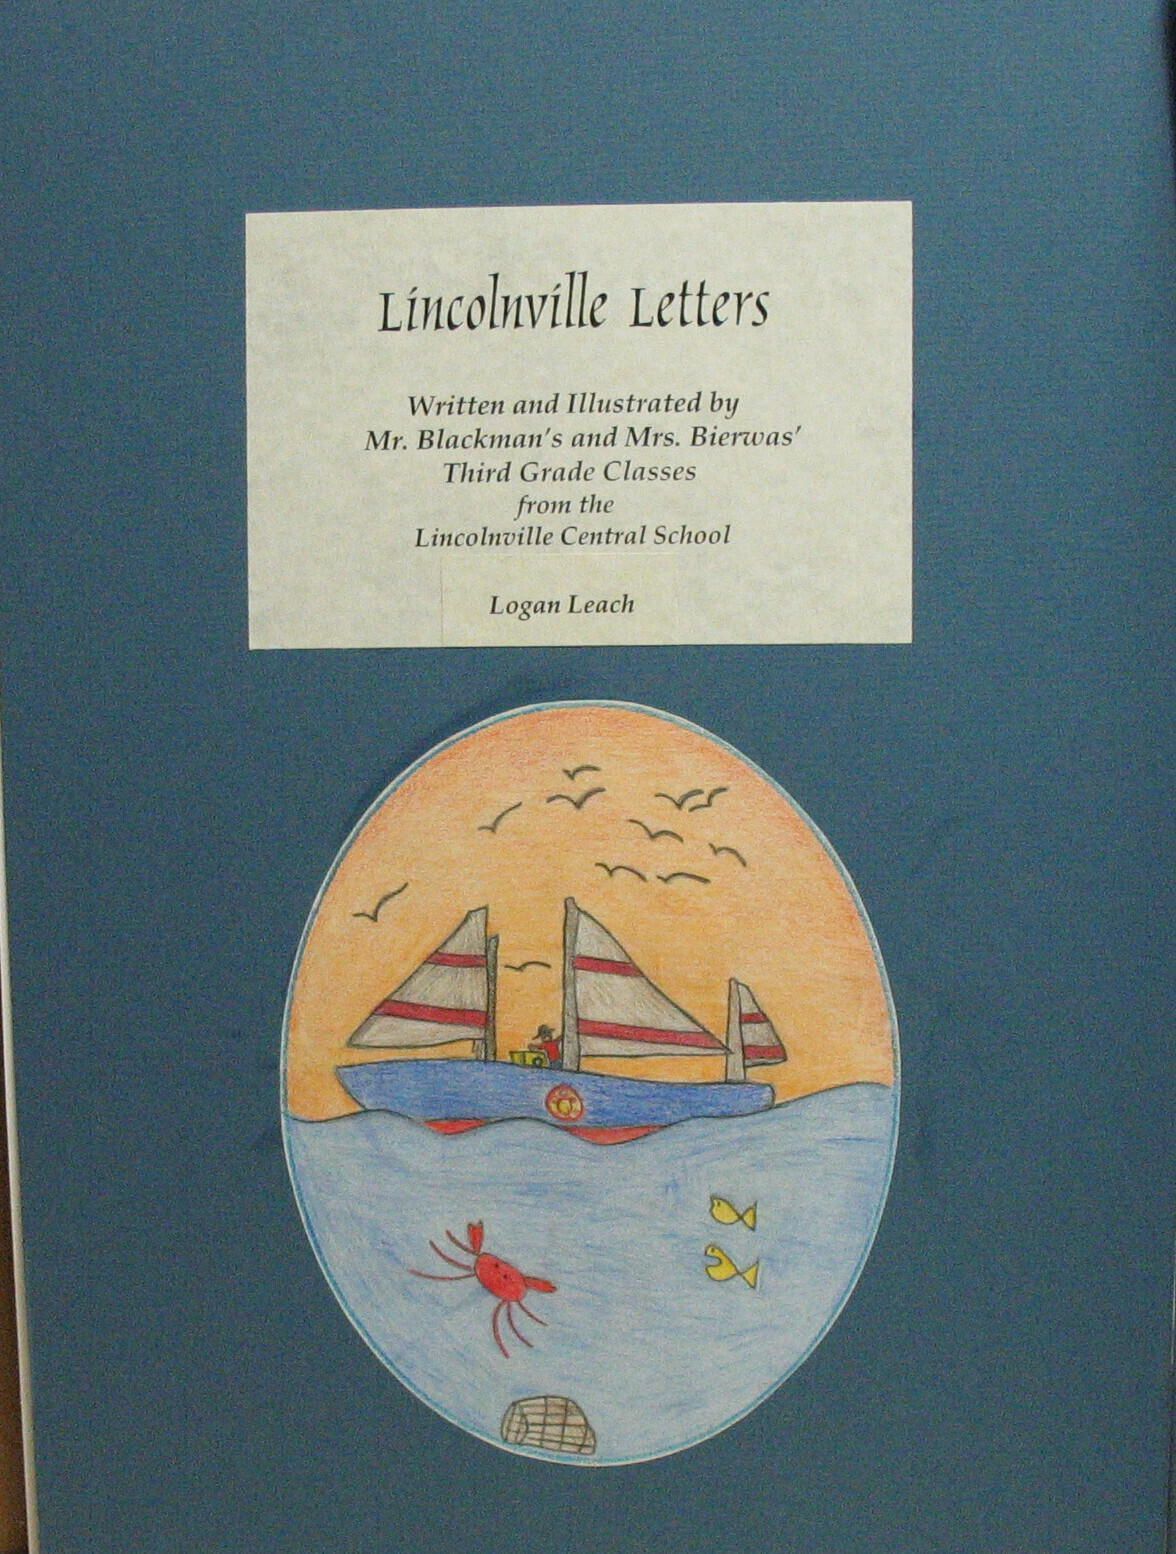 Lincolnville Letters
Written and Illustrated by
Mr. Blackman's and Mrs. Bierwas'
Third Grade Classes
from the
Lincolnville Central School
Logan Leach